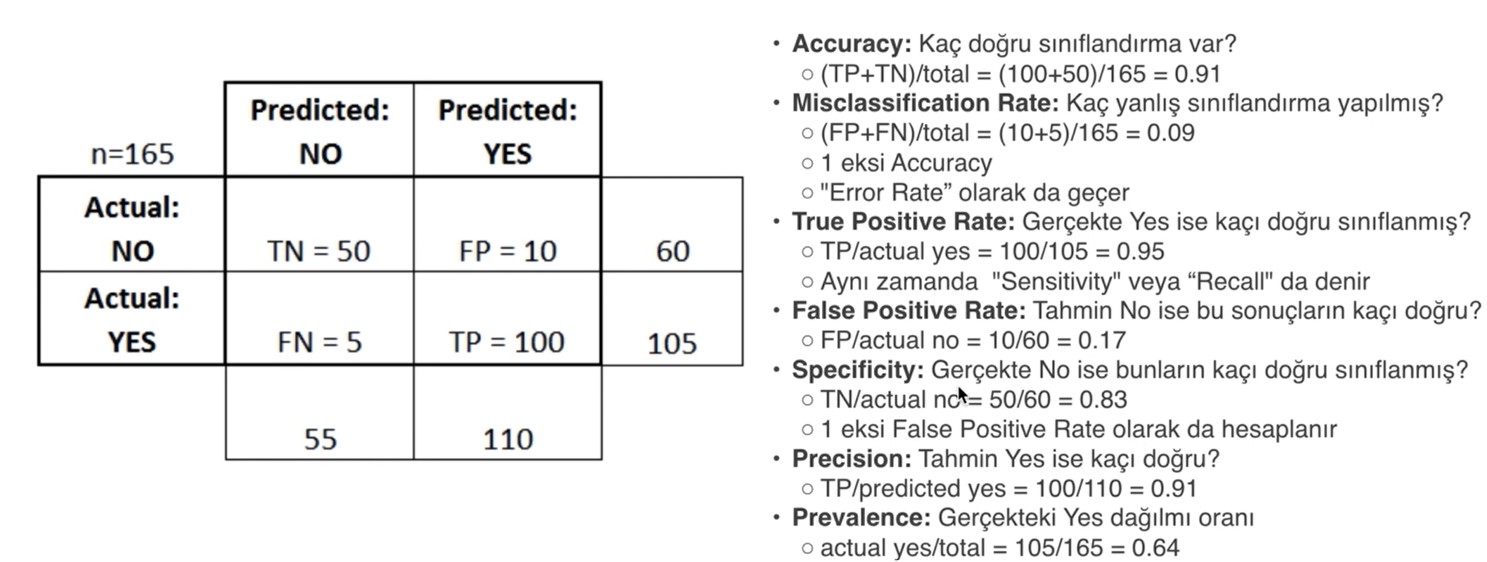 Predicted: Predicted:
n=165 NO YES
Actual:
NO TN = 50 FP = 10 60
Actual:
YES FN = 5 TP = 100 105
55 110
• Accuracy: Kaç doğru sınıflandırma var?
○ (TP+TN)/total = (100+50)/165 = 0.91
• Misclassification Rate: Kaç yanlış sınıflandırma yapılmış?
○ (FP+FN)/total = (10+5)/165 = 0.09
○ 1 eksi Accuracy
○ "Error Rate” olarak da geçer
• True Positive Rate: Gerçekte Yes ise kaçı doğru sınıflanmış?
○ TP/actual yes = 100/105 = 0.95
○ Aynı zamanda "Sensitivity" veya “Recall" da denir
• False Positive Rate: Tahmin No ise bu sonuçların kaçı doğru?
○ FP/actual no = 10/60 = 0.17
• Specificity: Gerçekte No ise bunların kaçı doğru sınıflanmış?
○ TN/actual no = 50/60 = 0.83
○ 1 eksi False Positive Rate olarak da hesaplanır
• Precision: Tahmin Yes ise kaçı doğru?
○ TP/predicted yes = 100/110 = 0.91
• Prevalence: Gerçekteki Yes dağılmı oranı
○ actual yes/total = 105/165 = 0.64